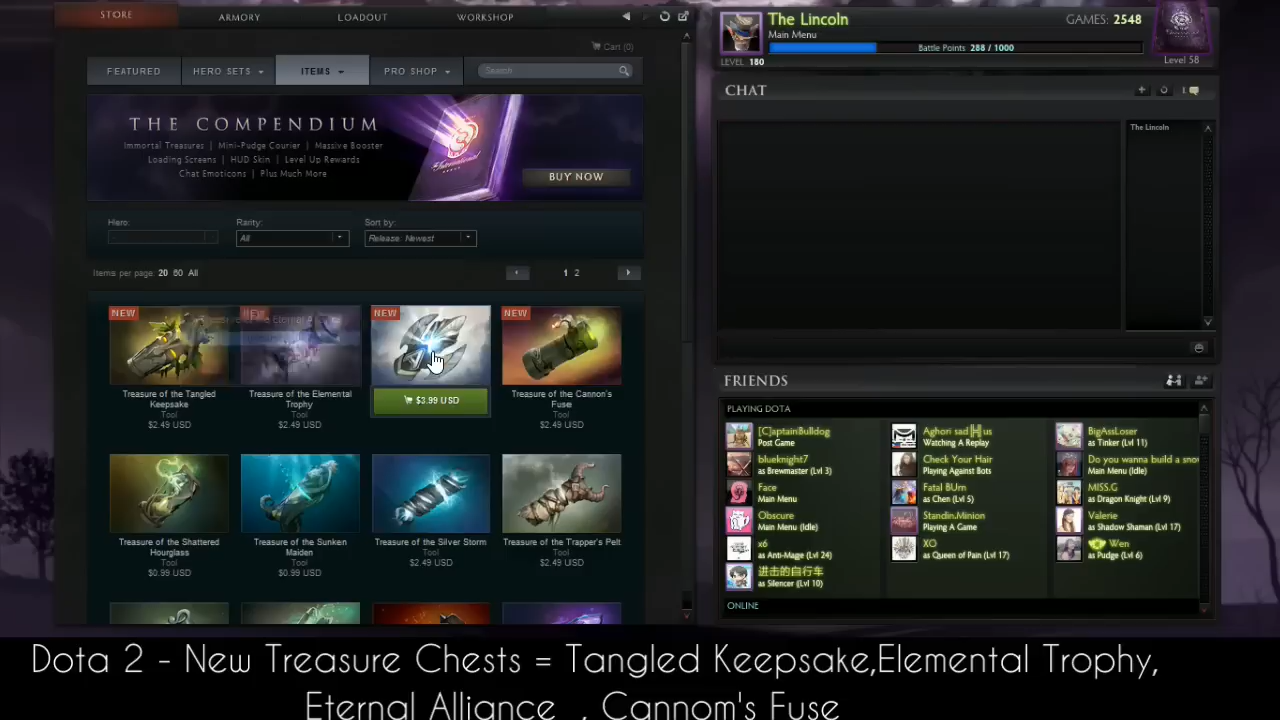 STORE ARMORY LOADOUT WORKSHOP
Cart (0)
FEATURED HERO SETS ITEMS PRO SHOP Search
THE COMPENDIUM
Immortal Treasures | Mini-Pudge Courier | Massive Booster
Loading Screens | HUD Skin | Level Up Rewards
Chat Emoticons | Plus Much More
BUY NOW
Hero: Rarity: Sort by:
All Release: Newest
Items per page: 20 60 All 1 2
NEW NEW NEW NEW
Treasure of the Tangled Keepsake
Tool
$2.49 USD
Treasure of the Elemental Trophy
Tool
$2.49 USD
$3.99 USD
Treasure of the Cannon's Fuse
Tool
$2.49 USD
Treasure of the Shattered Hourglass
Tool
$0.99 USD
Treasure of the Sunken Maiden
Tool
$0.99 USD
Treasure of the Silver Storm
Tool
$2.49 USD
Treasure of the Trapper's Pelt
Tool
$2.49 USD
The Lincoln
Main Menu
GAMES: 2548
Battle Points 288 / 1000
LEVEL 180
Level 58
CHAT
1
The Lincoln
FRIENDS
PLAYING DOTA
[C]aptainBulldog
Post Game
blueknight7
as Brewmaster (Lvl 3)
Face
Main Menu
Obscure
Main Menu (Idle)
x6
as Anti-Mage (Lvl 24)
进击的自行车
as Silencer (Lvl 10)
Watching A Replay
Check Your Hair
Playing Against Bots
Fatal BUrn
as Chen (Lvl 5)
Standin.Minion
Playing A Game
XO
as Queen of Pain (Lvl 17)
BigAssLoser
as Tinker (Lvl 11)
Do you wanna build a sno
Main Menu (Idle)
MISS.G
as Dragon Knight (Lvl 9)
Valerie
as Shadow Shaman (Lvl 17)
Wen
as Pudge (Lvl 6)
ONLINE
Dota 2 - New Treasure Chests = Tangled Keepsake,Elemental Trophy,
Eternal Alliance , Cannom's Fuse